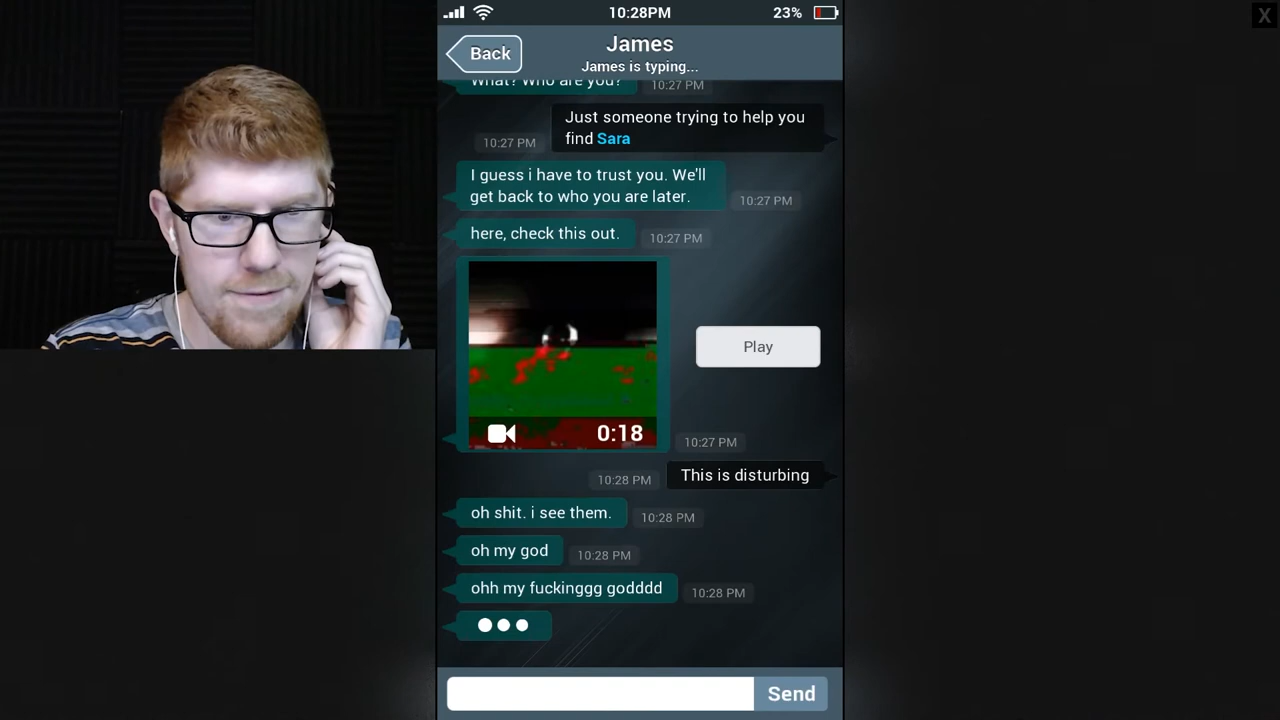 10:28PM
23%
X
Back
James
James is typing...
What? Who are you?
10:27 PM
Just someone trying to help you
find Sara
10:27 PM
I guess i have to trust you. We'll
get back to who you are later.
10:27 PM
here, check this out.
10:27 PM
Play
0:18
10:27 PM
This is disturbing
10:28 PM
oh shit. i see them.
10:28 PM
oh my god
10:28 PM
ohh my fuckinggg godddd
10:28 PM
Send